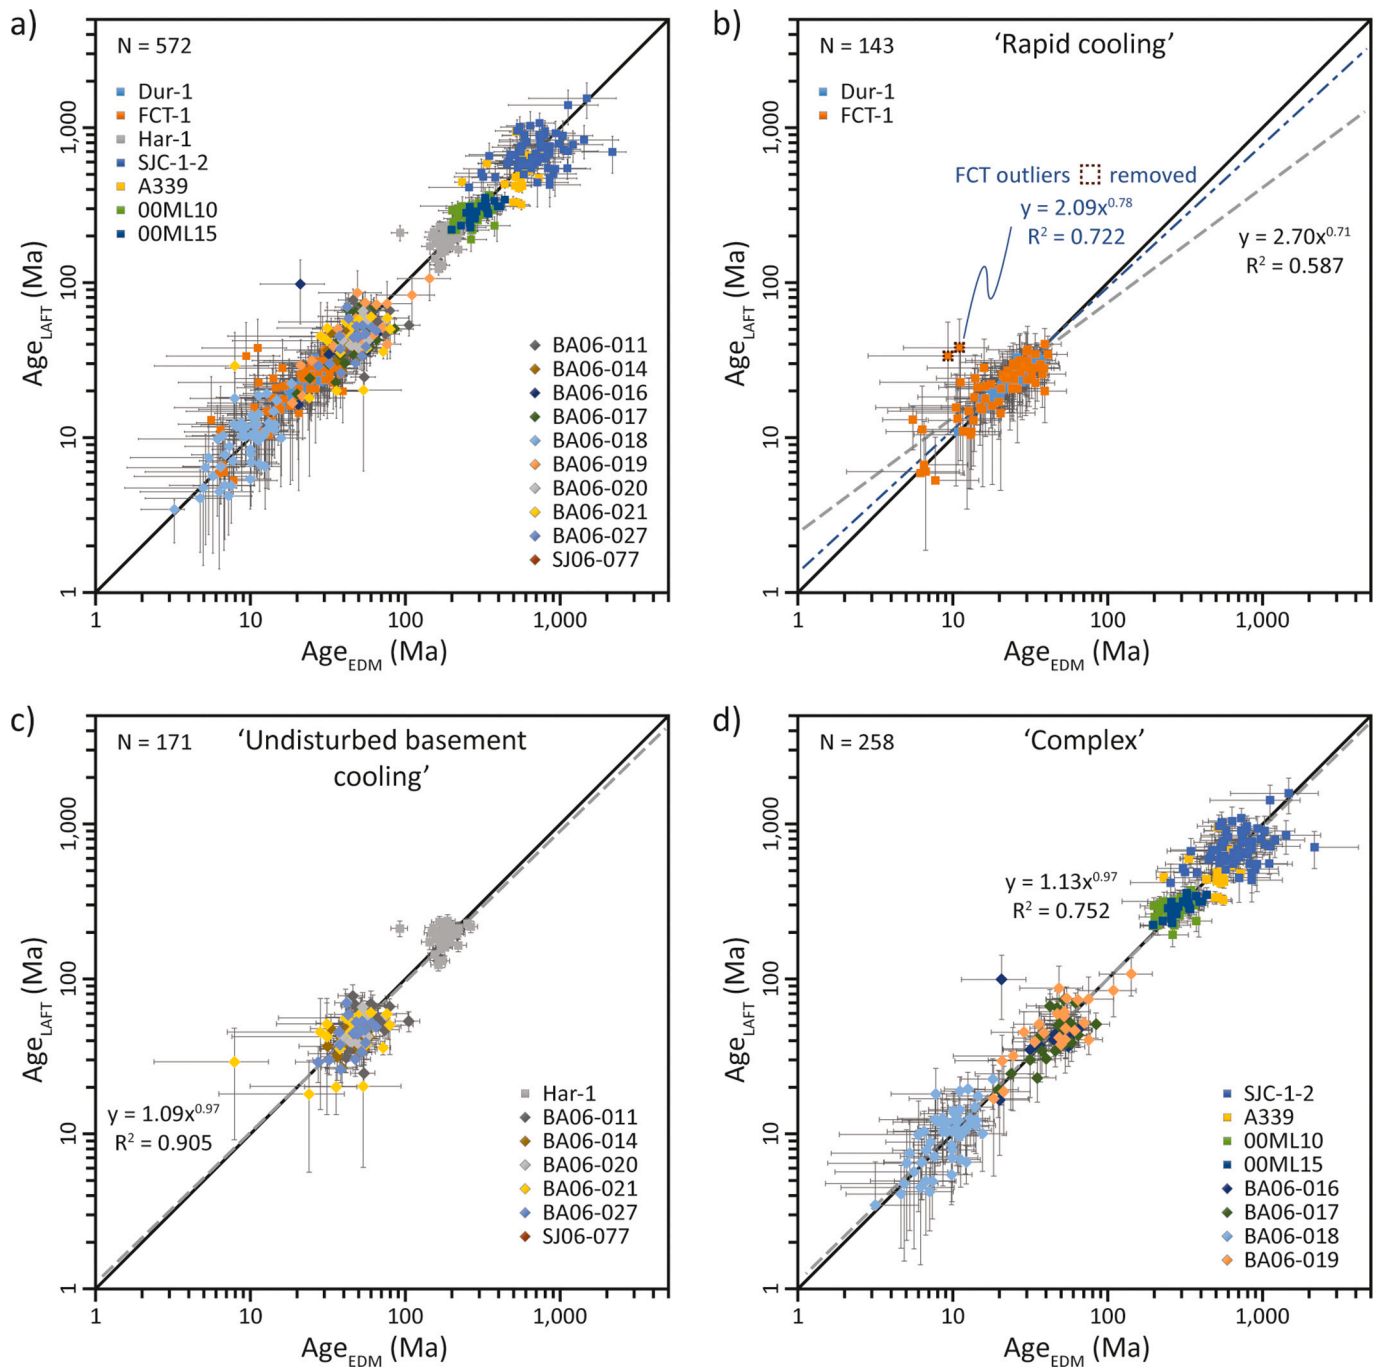 a)
N = 572
Dur-1
FCT-1
Har-1
SJC-1-2
A339
00ML10
00ML15
BA06-011
BA06-014
BA06-016
BA06-017
BA06-018
BA06-019
BA06-020
BA06-021
BA06-027
SJ06-077
1,000
100
10
1
Age_LAFT (Ma)
1 10 100 1,000
Age_EDM (Ma)
b)
N = 143 ‘Rapid cooling’
Dur-1
FCT-1
FCT outliers removed
y = 2.09x^0.78
R² = 0.722
y = 2.70x^0.71
R² = 0.587
1,000
100
10
1
Age_LAFT (Ma)
1 10 100 1,000
Age_EDM (Ma)
c)
N = 171 ‘Undisturbed basement
cooling’
y = 1.09x^0.97
R² = 0.905
Har-1
BA06-011
BA06-014
BA06-020
BA06-021
BA06-027
SJ06-077
1,000
100
10
1
Age_LAFT (Ma)
1 10 100 1,000
Age_EDM (Ma)
d)
N = 258 ‘Complex’
y = 1.13x^0.97
R² = 0.752
SJC-1-2
A339
00ML10
00ML15
BA06-016
BA06-017
BA06-018
BA06-019
1,000
100
10
1
Age_LAFT (Ma)
1 10 100 1,000
Age_EDM (Ma)